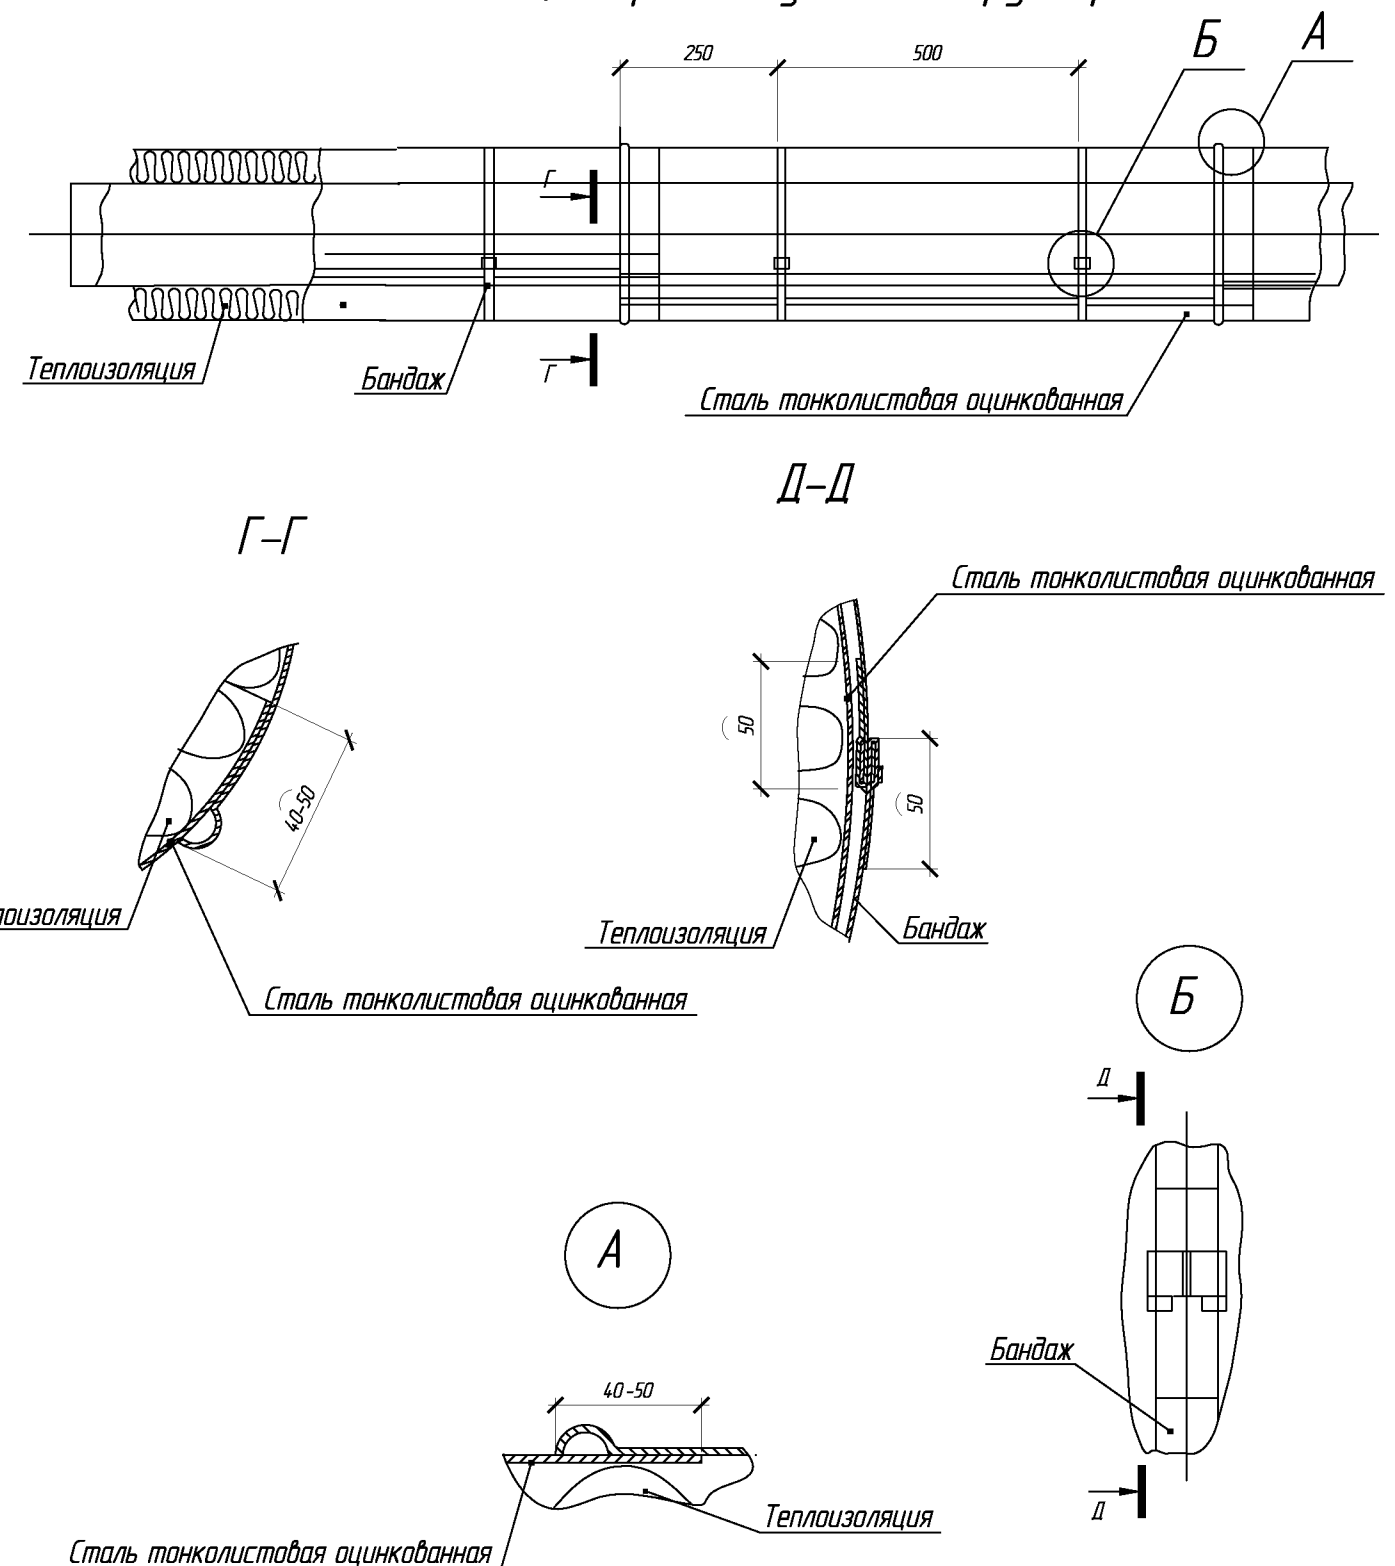 Б
А
250
500
Г
Г
Теплоизоляция
Бандаж
Сталь тонколистовая оцинкованная
Д-Д
Г-Г
Сталь тонколистовая оцинкованная
50
40-50
50
Теплоизоляция
Бандаж
Сталь тонколистовая оцинкованная
Б
Д
А
Бандаж
40-50
Д
Теплоизоляция
Сталь тонколистовая оцинкованная